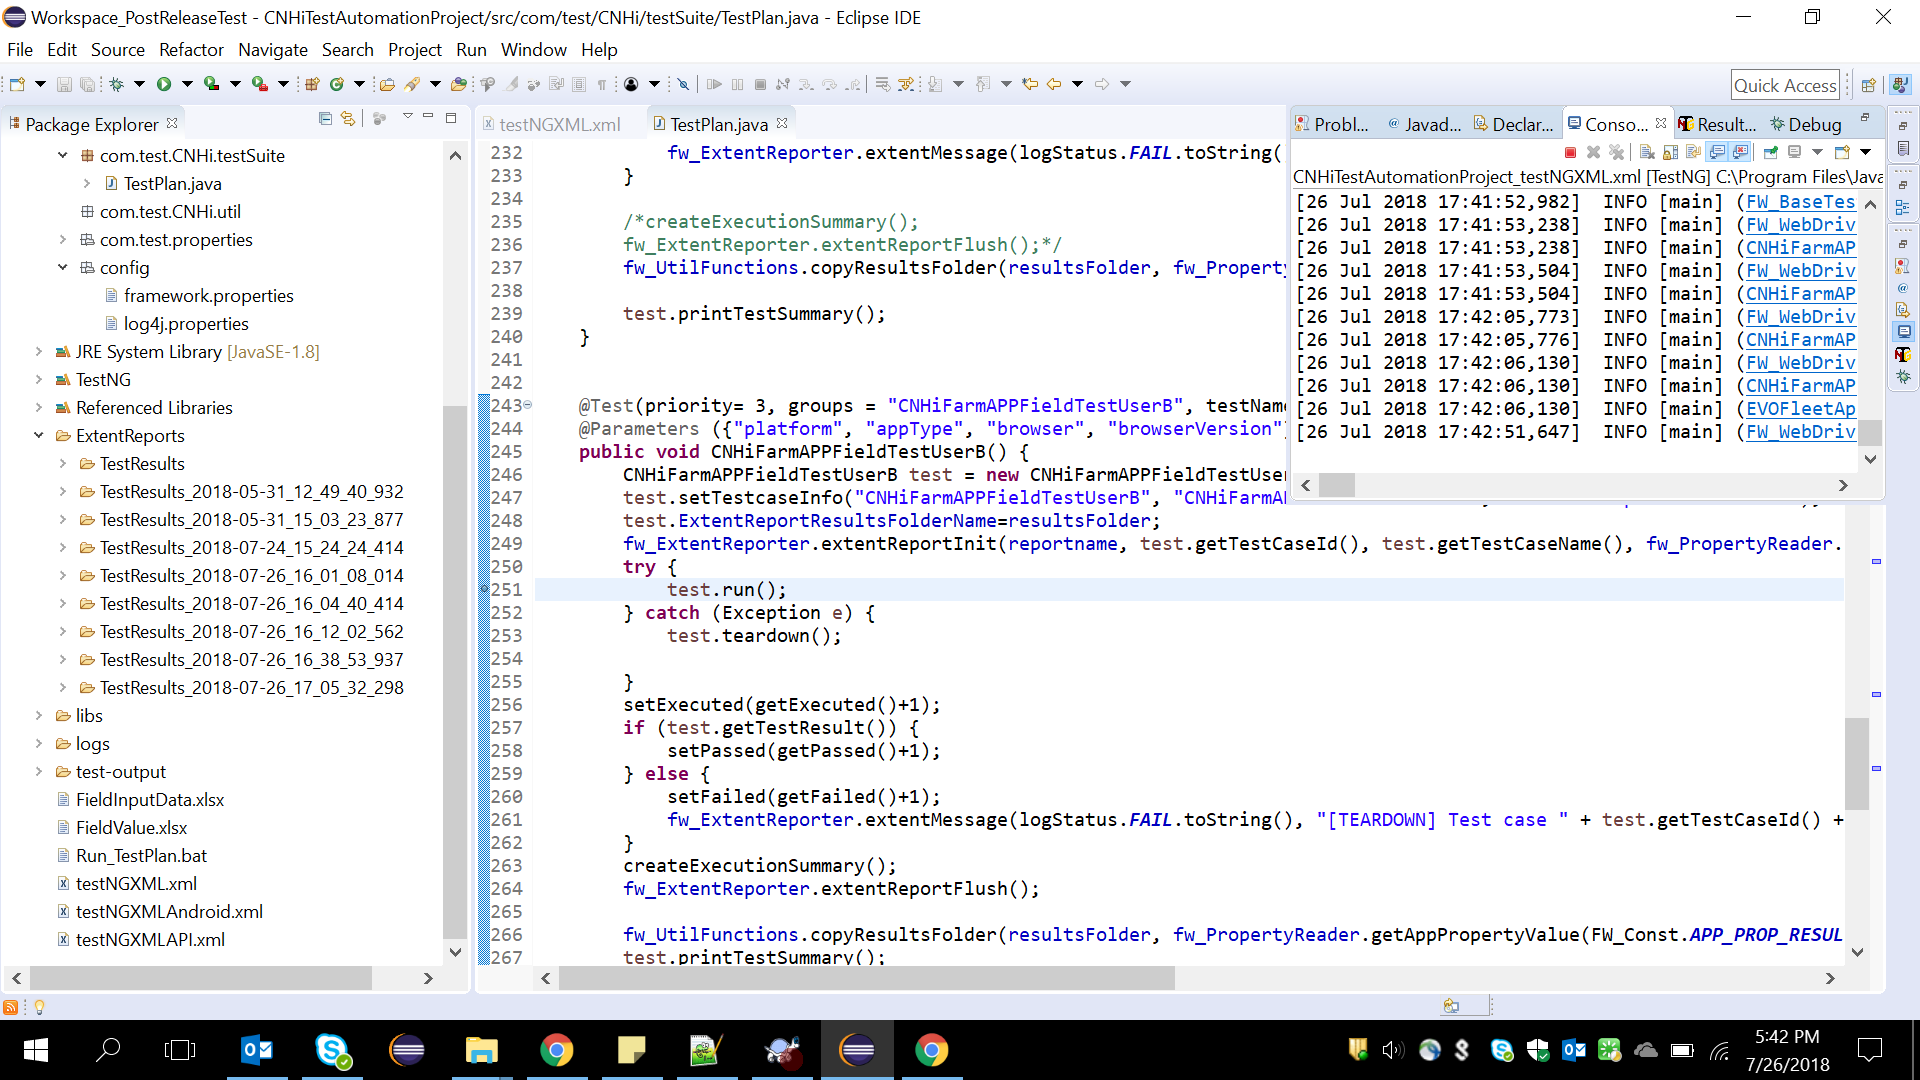 Workspace_PostReleaseTest - CNHiTestAutomationProject/src/com/test/CNHi/testSuite/TestPlan.java - Eclipse IDE
File Edit Source Refactor Navigate Search Project Run Window Help
Quick Access
Package Explorer
com.test.CNHi.testSuite
TestPlan.java
com.test.CNHi.util
com.test.properties
config
framework.properties
log4j.properties
JRE System Library [JavaSE-1.8]
TestNG
Referenced Libraries
ExtentReports
TestResults
TestResults_2018-05-31_12_49_40_932
TestResults_2018-05-31_15_03_23_877
TestResults_2018-07-24_15_24_24_414
TestResults_2018-07-26_16_01_08_014
TestResults_2018-07-26_16_04_40_414
TestResults_2018-07-26_16_12_02_562
TestResults_2018-07-26_16_38_53_937
TestResults_2018-07-26_17_05_32_298
libs
logs
test-output
FieldInputData.xlsx
FieldValue.xlsx
Run_TestPlan.bat
testNGXML.xml
testNGXMLAndroid.xml
testNGXMLAPI.xml
testNGXML.xml TestPlan.java
232 fw_ExtentReporter.extentMessage(logStatus.FAIL.toString(
233 }
234
235 /*createExecutionSummary();
236 fw_ExtentReporter.extentReportFlush();*/
237 fw_UtilFunctions.copyResultsFolder(resultsFolder, fw_Property
238
239 test.printTestSummary();
240 }
241
242
243 @Test(priority= 3, groups = "CNHiFarmAPPFieldTestUserB", testName
244 @Parameters ({"platform", "appType", "browser", "browserVersion"
245 public void CNHiFarmAPPFieldTestUserB() {
246 CNHiFarmAPPFieldTestUserB test = new CNHiFarmAPPFieldTestUser
247 test.setTestcaseInfo("CNHiFarmAPPFieldTestUserB", "CNHiFarmAP
248 test.ExtentReportResultsFolderName=resultsFolder;
249 fw_ExtentReporter.extentReportInit(reportname, test.getTestCaseId(), test.getTestCaseName(), fw_PropertyReader.
250 try {
251 test.run();
252 } catch (Exception e) {
253 test.teardown();
254
255 }
256 setExecuted(getExecuted()+1);
257 if (test.getTestResult()) {
258 setPassed(getPassed()+1);
259 } else {
260 setFailed(getFailed()+1);
261 fw_ExtentReporter.extentMessage(logStatus.FAIL.toString(), "[TEARDOWN] Test case " + test.getTestCaseId() +
262 }
263 createExecutionSummary();
264 fw_ExtentReporter.extentReportFlush();
265
266 fw_UtilFunctions.copyResultsFolder(resultsFolder, fw_PropertyReader.getAppPropertyValue(FW_Const.APP_PROP_RESUL
267 test.printTestSummary();
Probl... Javad... Declar... Conso... Result... Debug
CNHiTestAutomationProject_testNGXML.xml [TestNG] C:\Program Files\Java
[26 Jul 2018 17:41:52,982] INFO [main] (FW_BaseTes
[26 Jul 2018 17:41:53,238] INFO [main] (FW_WebDriv
[26 Jul 2018 17:41:53,238] INFO [main] (CNHiFarmAP
[26 Jul 2018 17:41:53,504] INFO [main] (FW_WebDriv
[26 Jul 2018 17:41:53,504] INFO [main] (CNHiFarmAP
[26 Jul 2018 17:42:05,773] INFO [main] (FW_WebDriv
[26 Jul 2018 17:42:05,776] INFO [main] (CNHiFarmAP
[26 Jul 2018 17:42:06,130] INFO [main] (FW_WebDriv
[26 Jul 2018 17:42:06,130] INFO [main] (CNHiFarmAP
[26 Jul 2018 17:42:06,130] INFO [main] (EVOFleetAp
[26 Jul 2018 17:42:51,647] INFO [main] (FW_WebDriv
5:42 PM
7/26/2018